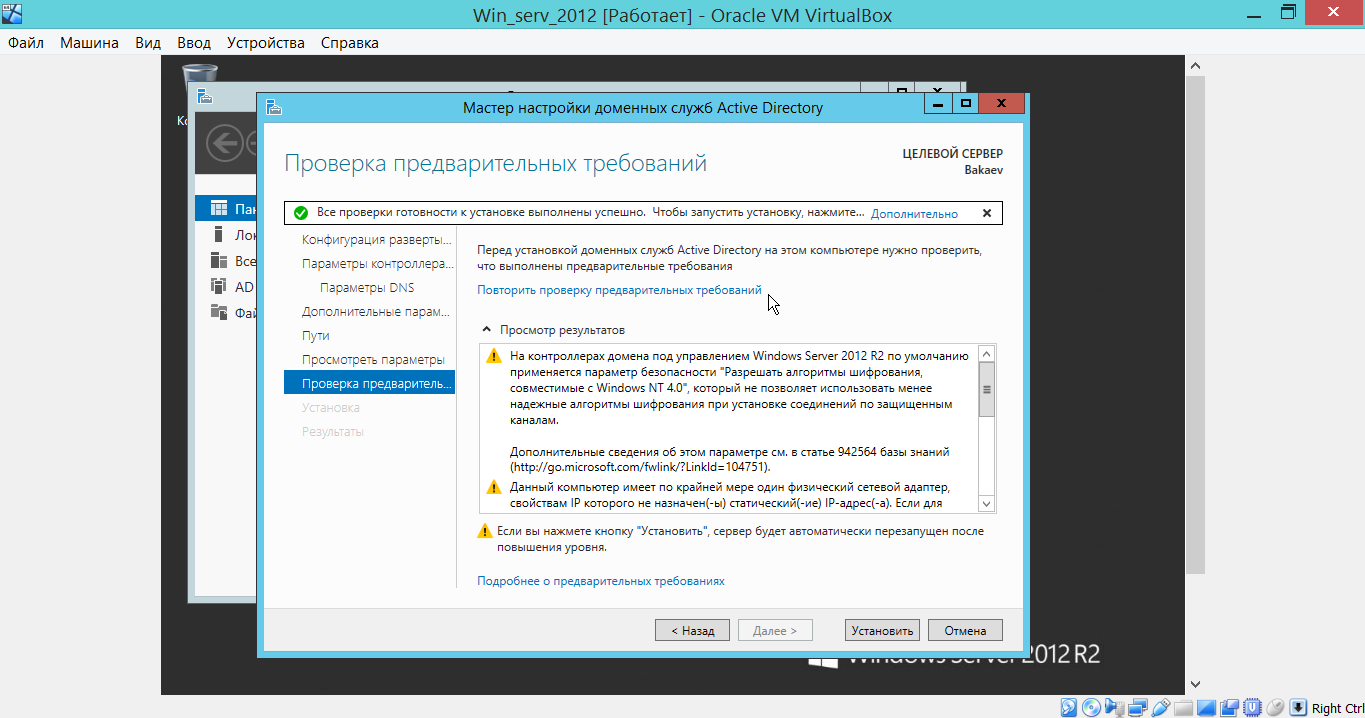 Win_serv_2012 [Работает] - Oracle VM VirtualBox
Файл Машина Вид Ввод Устройства Справка
Мастер настройки доменных служб Active Directory
Проверка предварительных требований
ЦЕЛЕВОЙ СЕРВЕР
Bakaev
Все проверки готовности к установке выполнены успешно. Чтобы запустить установку, нажмите... Дополнительно
Конфигурация разверты...
Параметры контроллера...
Параметры DNS
Дополнительные парам...
Пути
Просмотреть параметры
Проверка предваритель...
Установка
Результаты
Перед установкой доменных служб Active Directory на этом компьютере нужно проверить,
что выполнены предварительные требования
Повторить проверку предварительных требований
Просмотр результатов
На контроллерах домена под управлением Windows Server 2012 R2 по умолчанию
применяется параметр безопасности "Разрешать алгоритмы шифрования,
совместимые с Windows NT 4.0", который не позволяет использовать менее
надежные алгоритмы шифрования при установке соединений по защищенным
каналам.
Дополнительные сведения об этом параметре см. в статье 942564 базы знаний
(http://go.microsoft.com/fwlink/?LinkId=104751).
Данный компьютер имеет по крайней мере один физический сетевой адаптер,
свойствам IP которого не назначен(-ы) статический(-ие) IP-адрес(-а). Если для
Если вы нажмете кнопку "Установить", сервер будет автоматически перезапущен после
повышения уровня.
Подробнее о предварительных требованиях
< Назад Далее > Установить Отмена
Ко
Пан
Лок
Все
AD
Фай
Windows Server 2012 R2
Right Ctrl